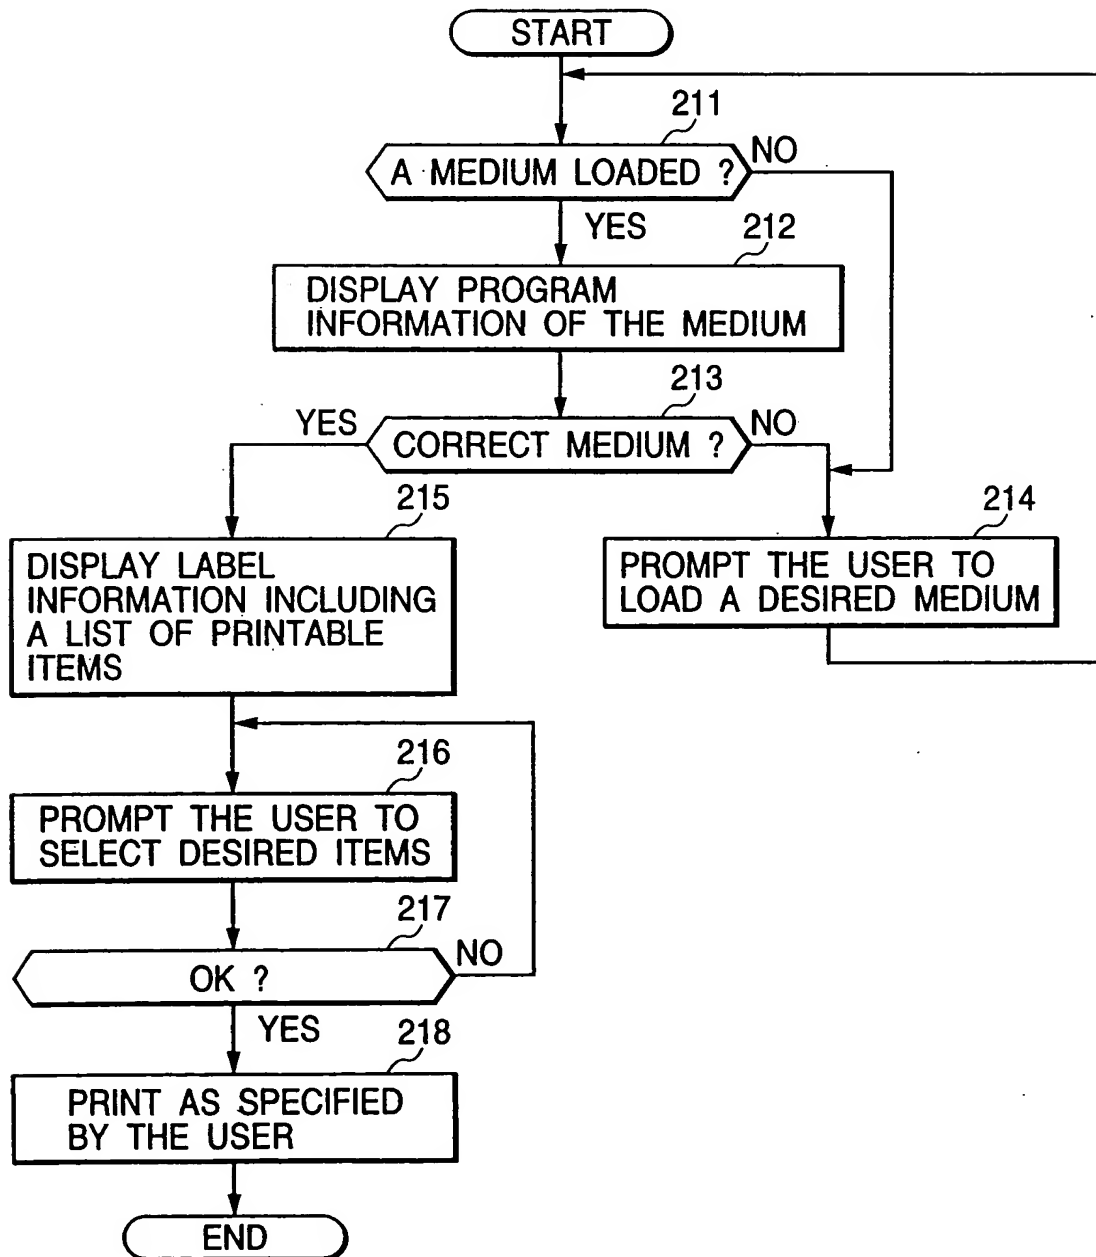 START
211
A MEDIUM LOADED ?
NO
YES
212
DISPLAY PROGRAM
INFORMATION OF THE MEDIUM
213
YES
CORRECT MEDIUM ?
NO
215
DISPLAY LABEL
INFORMATION INCLUDING
A LIST OF PRINTABLE
ITEMS
214
PROMPT THE USER TO
LOAD A DESIRED MEDIUM
216
PROMPT THE USER TO
SELECT DESIRED ITEMS
217
OK ?
NO
YES
218
PRINT AS SPECIFIED
BY THE USER
END